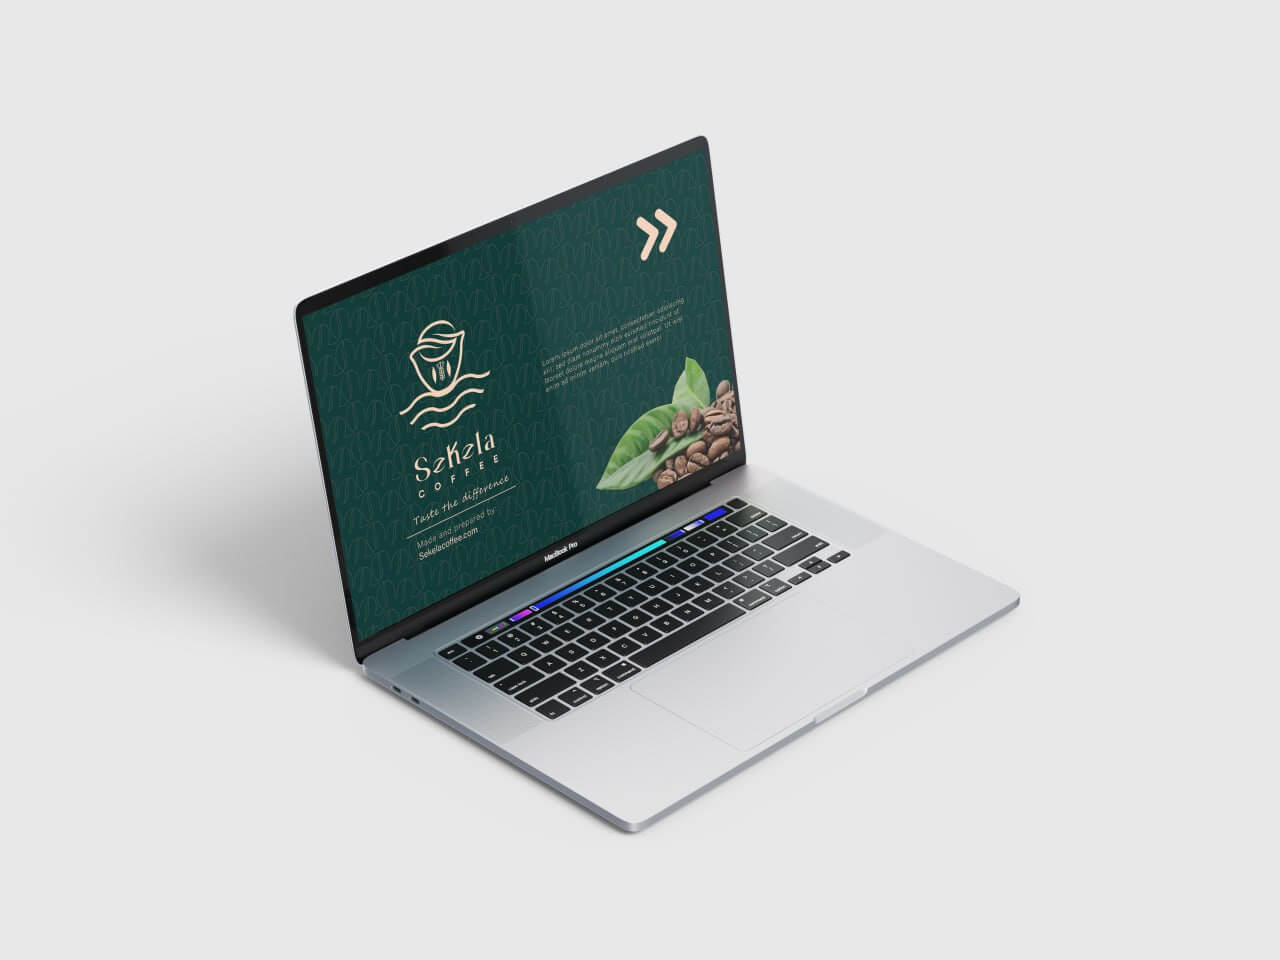 SeKela
COFFEE
Taste the difference
Made and prepared by:
Sekelacoffee.com
Lorem ipsum dolor sit amet, consectetuer adipiscing
elit, sed diam nonummy nibh euismod tincidunt ut
laoreet dolore magna aliquam erat volutpat. Ut wisi
enim ad minim veniam, quis nostrud exerci
MacBook Pro